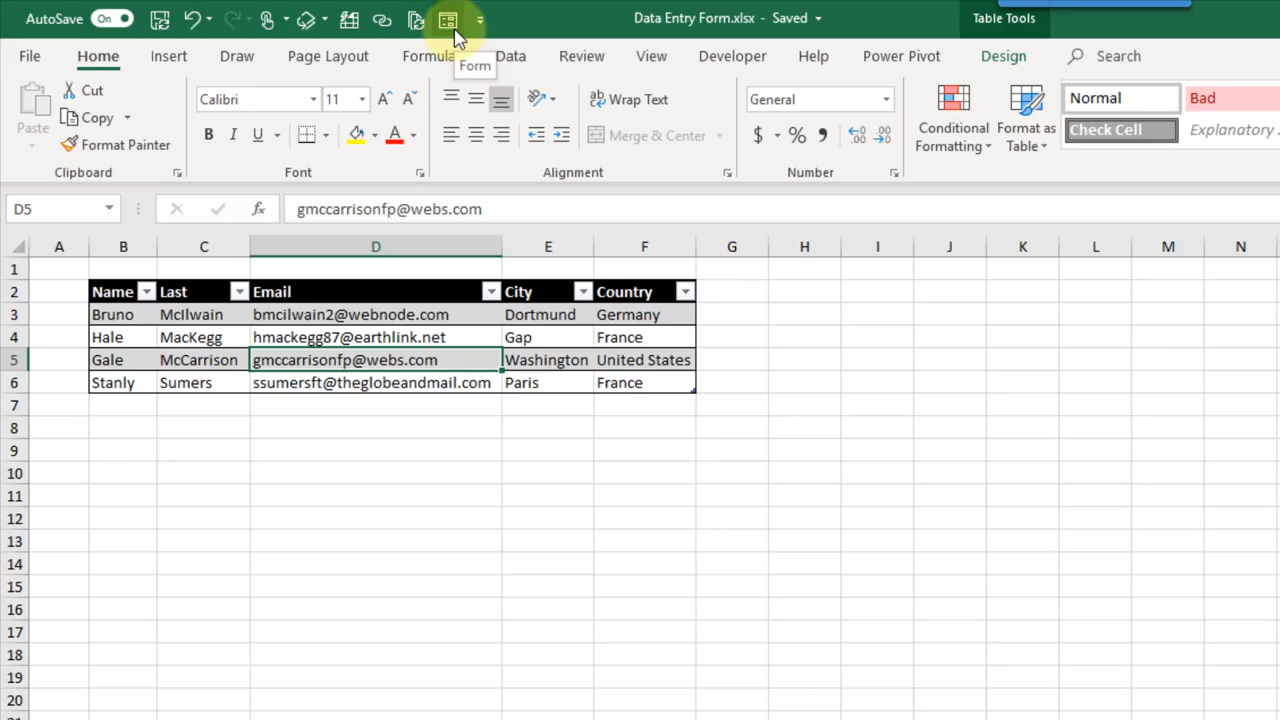 AutoSave On Data Entry Form.xlsx - Saved Table Tools
File Home Insert Draw Page Layout Formula Data Review View Developer Help Power Pivot Design Search
Form
Paste Cut Copy Format Painter
Clipboard
Calibri 11
B I U A
Font
Wrap Text
Merge & Center
Alignment
General
$ % ,
Number
Conditional Formatting
Format as Table
Normal Bad
Check Cell Explanatory
D5 fx gmccarrisonfp@webs.com
A B C D E F G H I J K L M N
1
2 Name Last Email City Country
3 Bruno McIlwain bmcilwain2@webnode.com Dortmund Germany
4 Hale MacKegg hmackegg87@earthlink.net Gap France
5 Gale McCarrison gmccarrisonfp@webs.com Washington United States
6 Stanly Sumers ssumersft@theglobeandmail.com Paris France
7
8
9
10
11
12
13
14
15
16
17
18
19
20